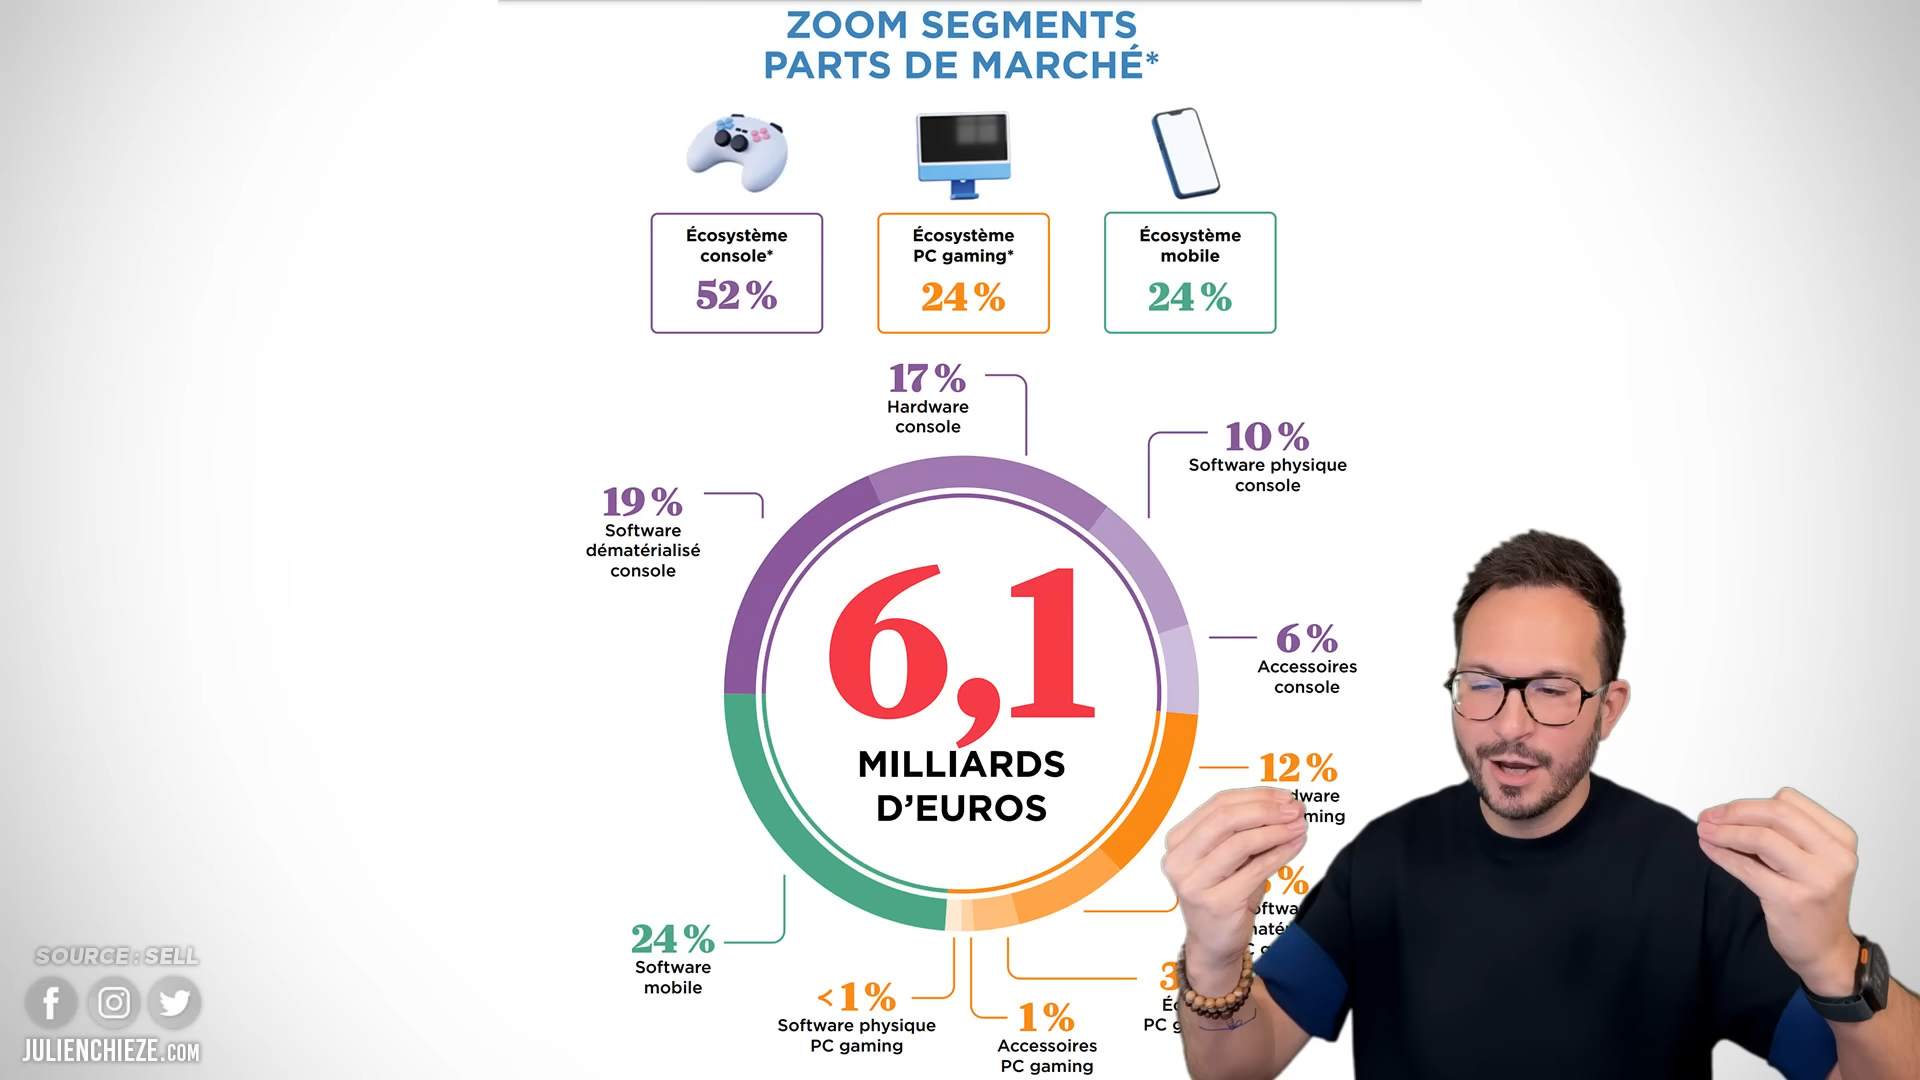 ZOOM SEGMENTS
PARTS DE MARCHÉ*
Écosystème
console*
52 %
Écosystème
PC gaming*
24 %
Écosystème
mobile
24 %
17 %
Hardware
console
10 %
Software physique
console
19 %
Software
dématérialisé
console
6 %
Accessoires
console
6,1
MILLIARDS
D'EUROS
12 %
24 %
Software
mobile
<1 %
Software physique
PC gaming
1 %
Accessoires
PC gaming
PC
SOURCE : SELL
JULIENCHIEZE.COM